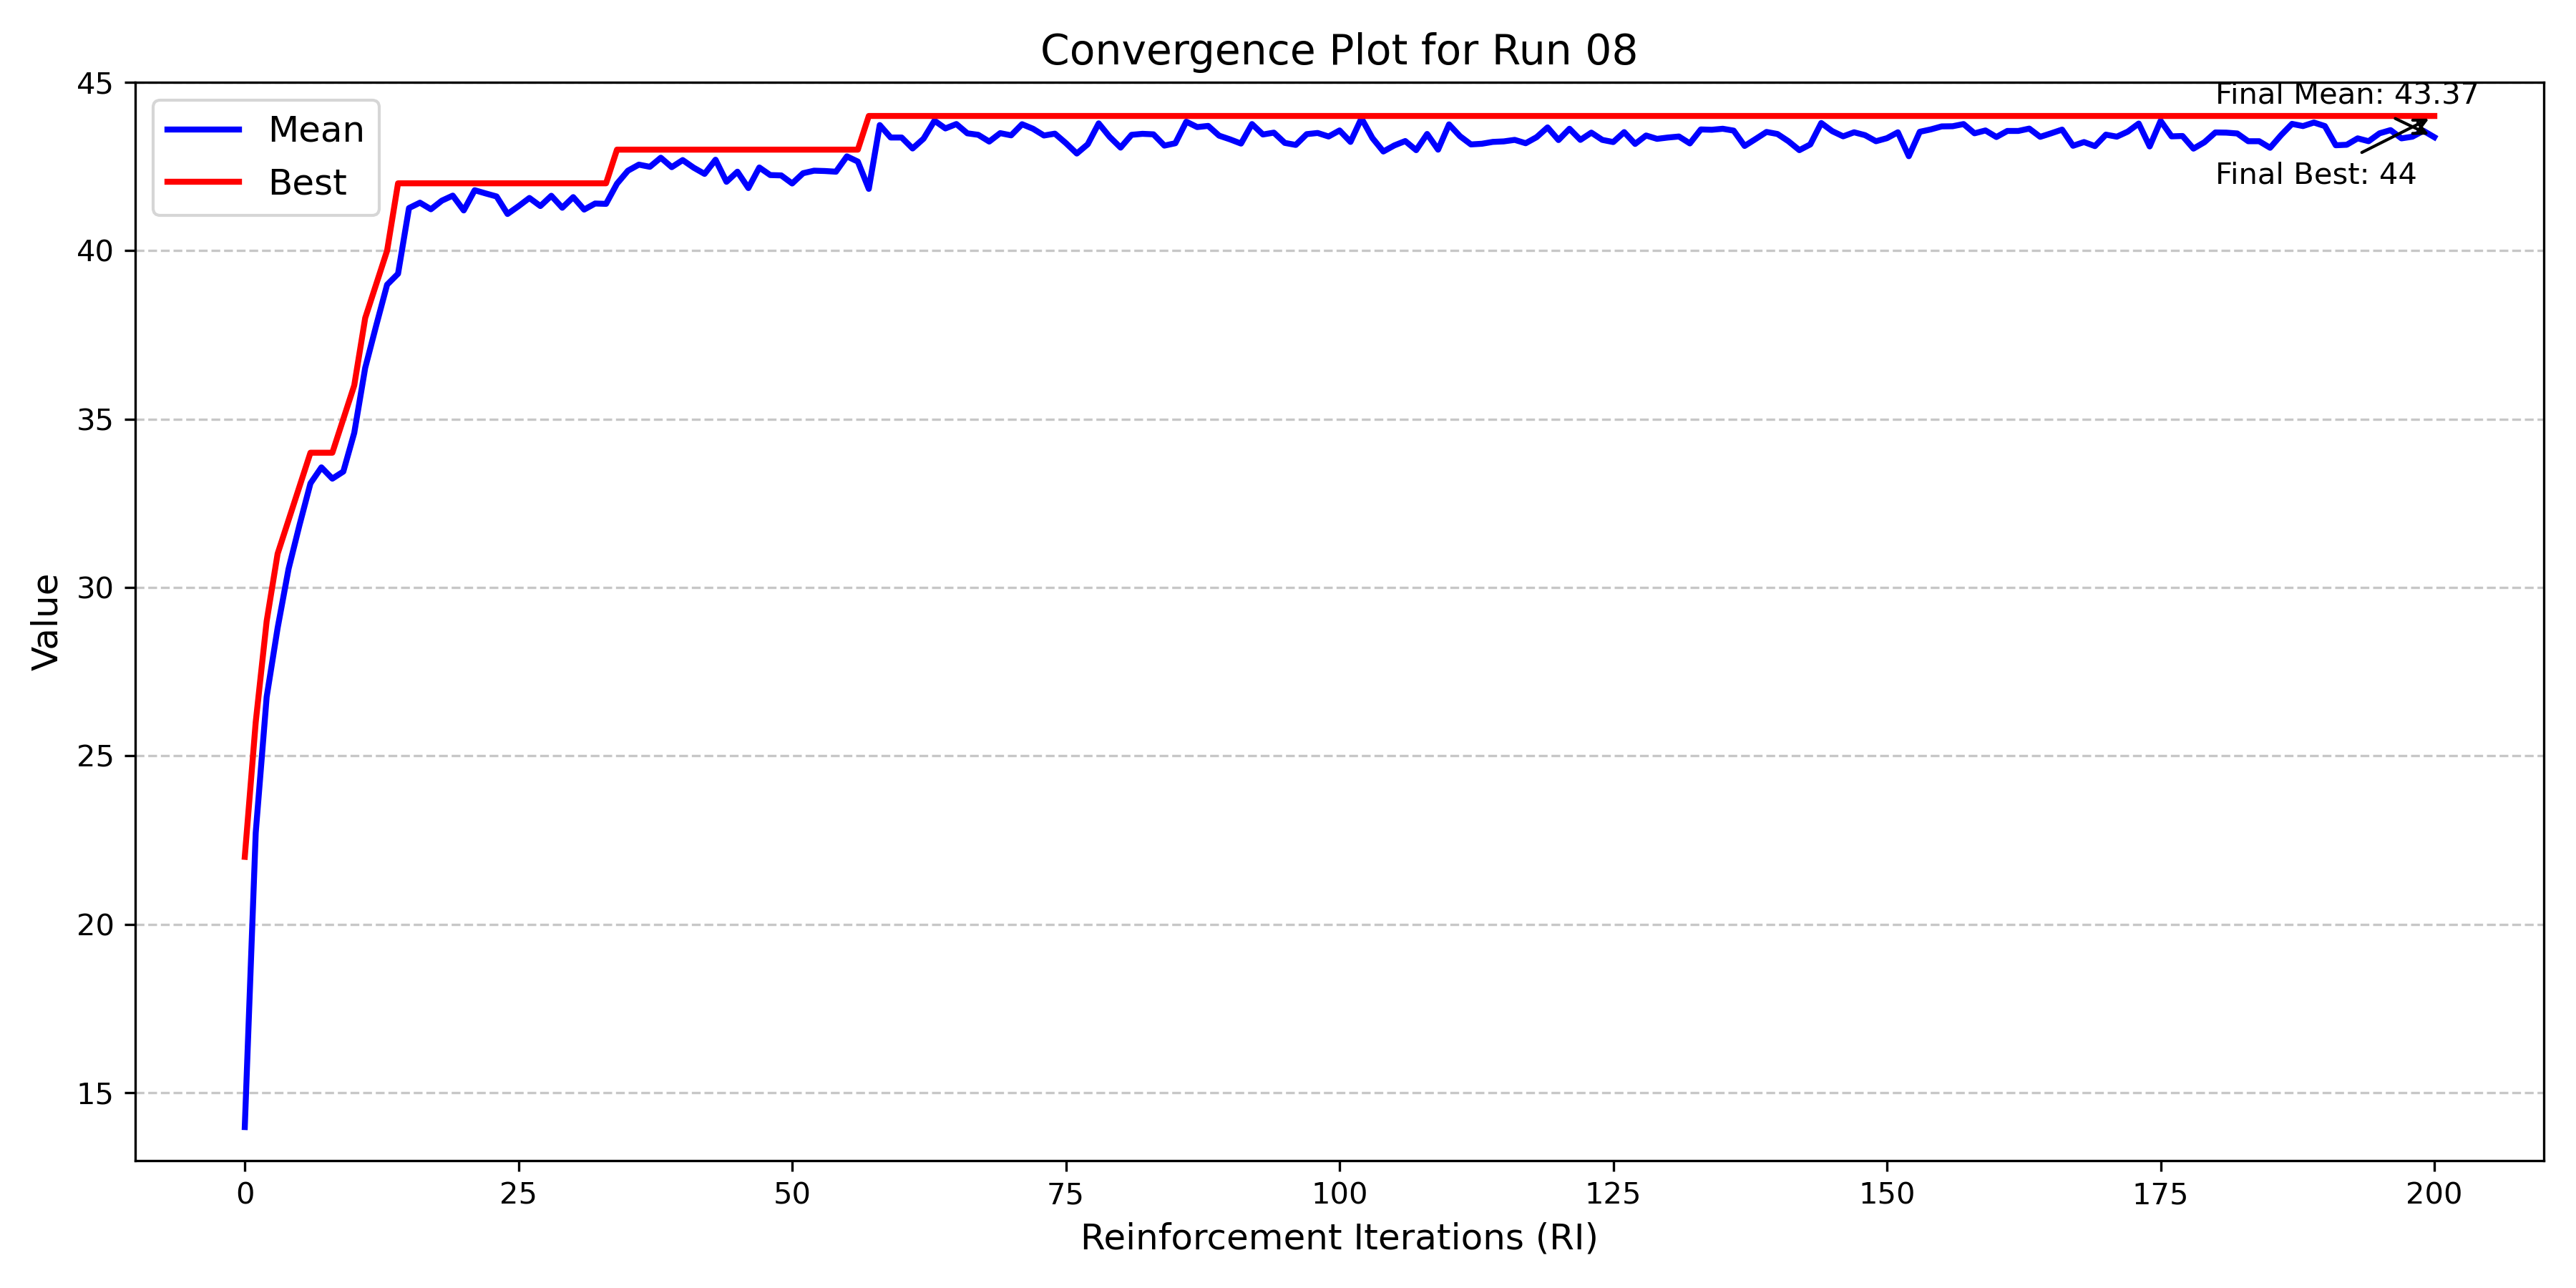 Convergence Plot for Run 08
Mean
Best
Final Mean: 43.37
Final Best: 44
Value
45
40
35
30
25
20
15
0 25 50 75 100 125 150 175 200
Reinforcement Iterations (RI)